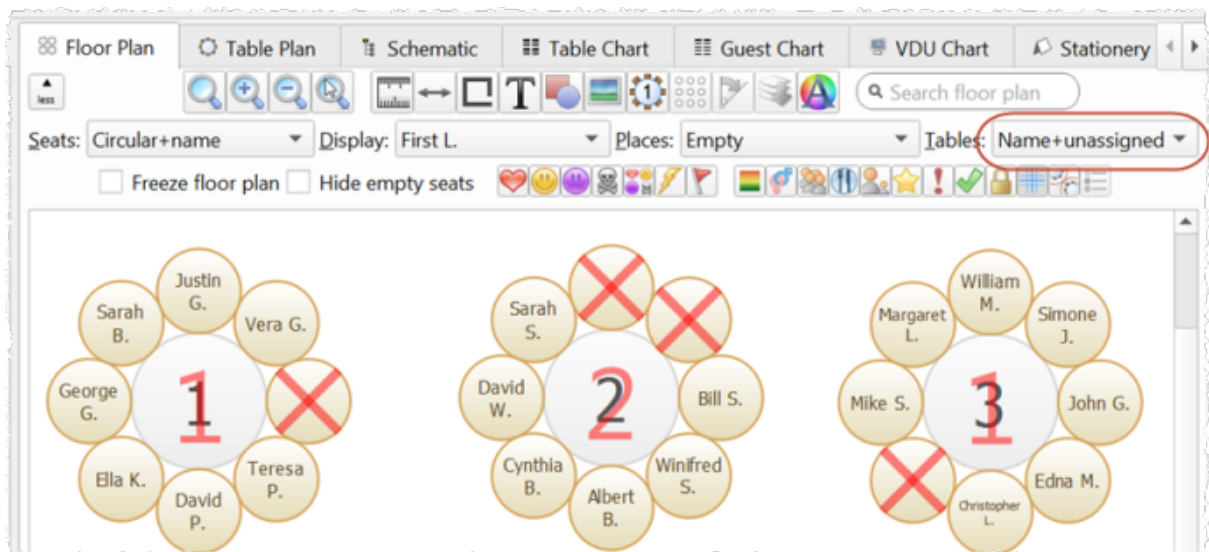 Floor Plan Table Plan Schematic Table Chart Guest Chart VDU Chart Stationery
less T 1 A Search floor plan
Seats: Circular+name Display: First L. Places: Empty Tables: Name+unassigned
Freeze floor plan Hide empty seats
Justin
G.
Sarah
B.
Vera G.
George
G.
1
1
Ella K.
Teresa
P.
David
P.
Sarah
S.
David
W.
2
2
Bill S.
Cynthia
B.
Winifred
S.
Albert
B.
William
M.
Margaret
L.
Simone
J.
Mike S.
3
1
John G.
Edna M.
Christopher
L.